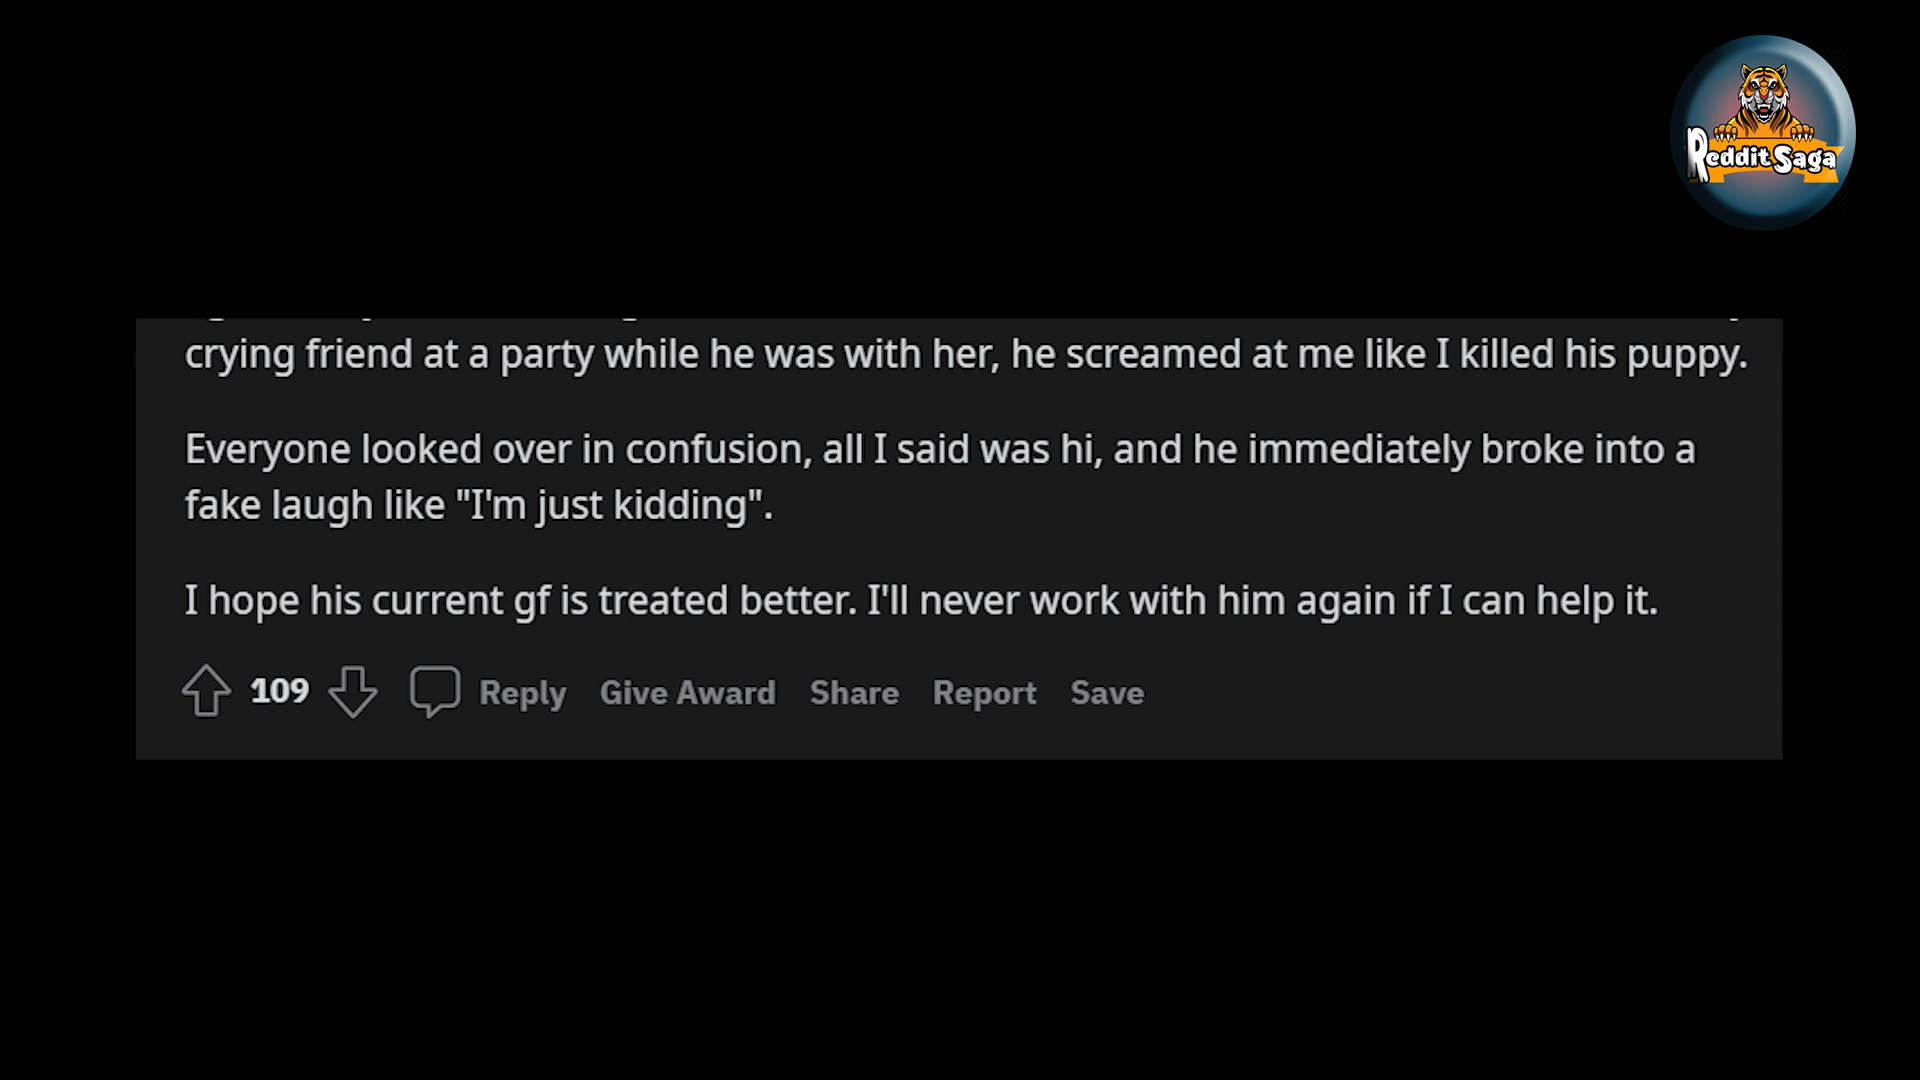 Reddit Saga
crying friend at a party while he was with her, he screamed at me like I killed his puppy.
Everyone looked over in confusion, all I said was hi, and he immediately broke into a
fake laugh like "I'm just kidding".
I hope his current gf is treated better. I'll never work with him again if I can help it.
109 Reply Give Award Share Report Save